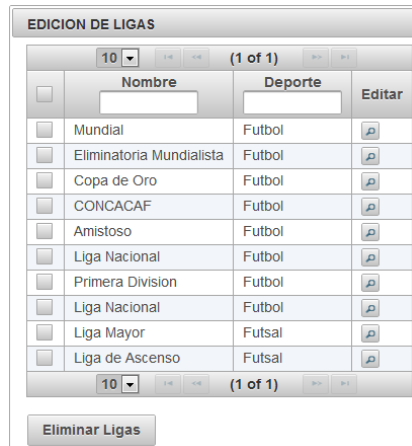 EDICION DE LIGAS
10 (1 of 1)
Nombre Deporte Editar
Mundial Futbol
Eliminatoria Mundialista Futbol
Copa de Oro Futbol
CONCACAF Futbol
Amistoso Futbol
Liga Nacional Futbol
Primera Division Futbol
Liga Nacional Futbol
Liga Mayor Futsal
Liga de Ascenso Futsal
10 (1 of 1)
Eliminar Ligas